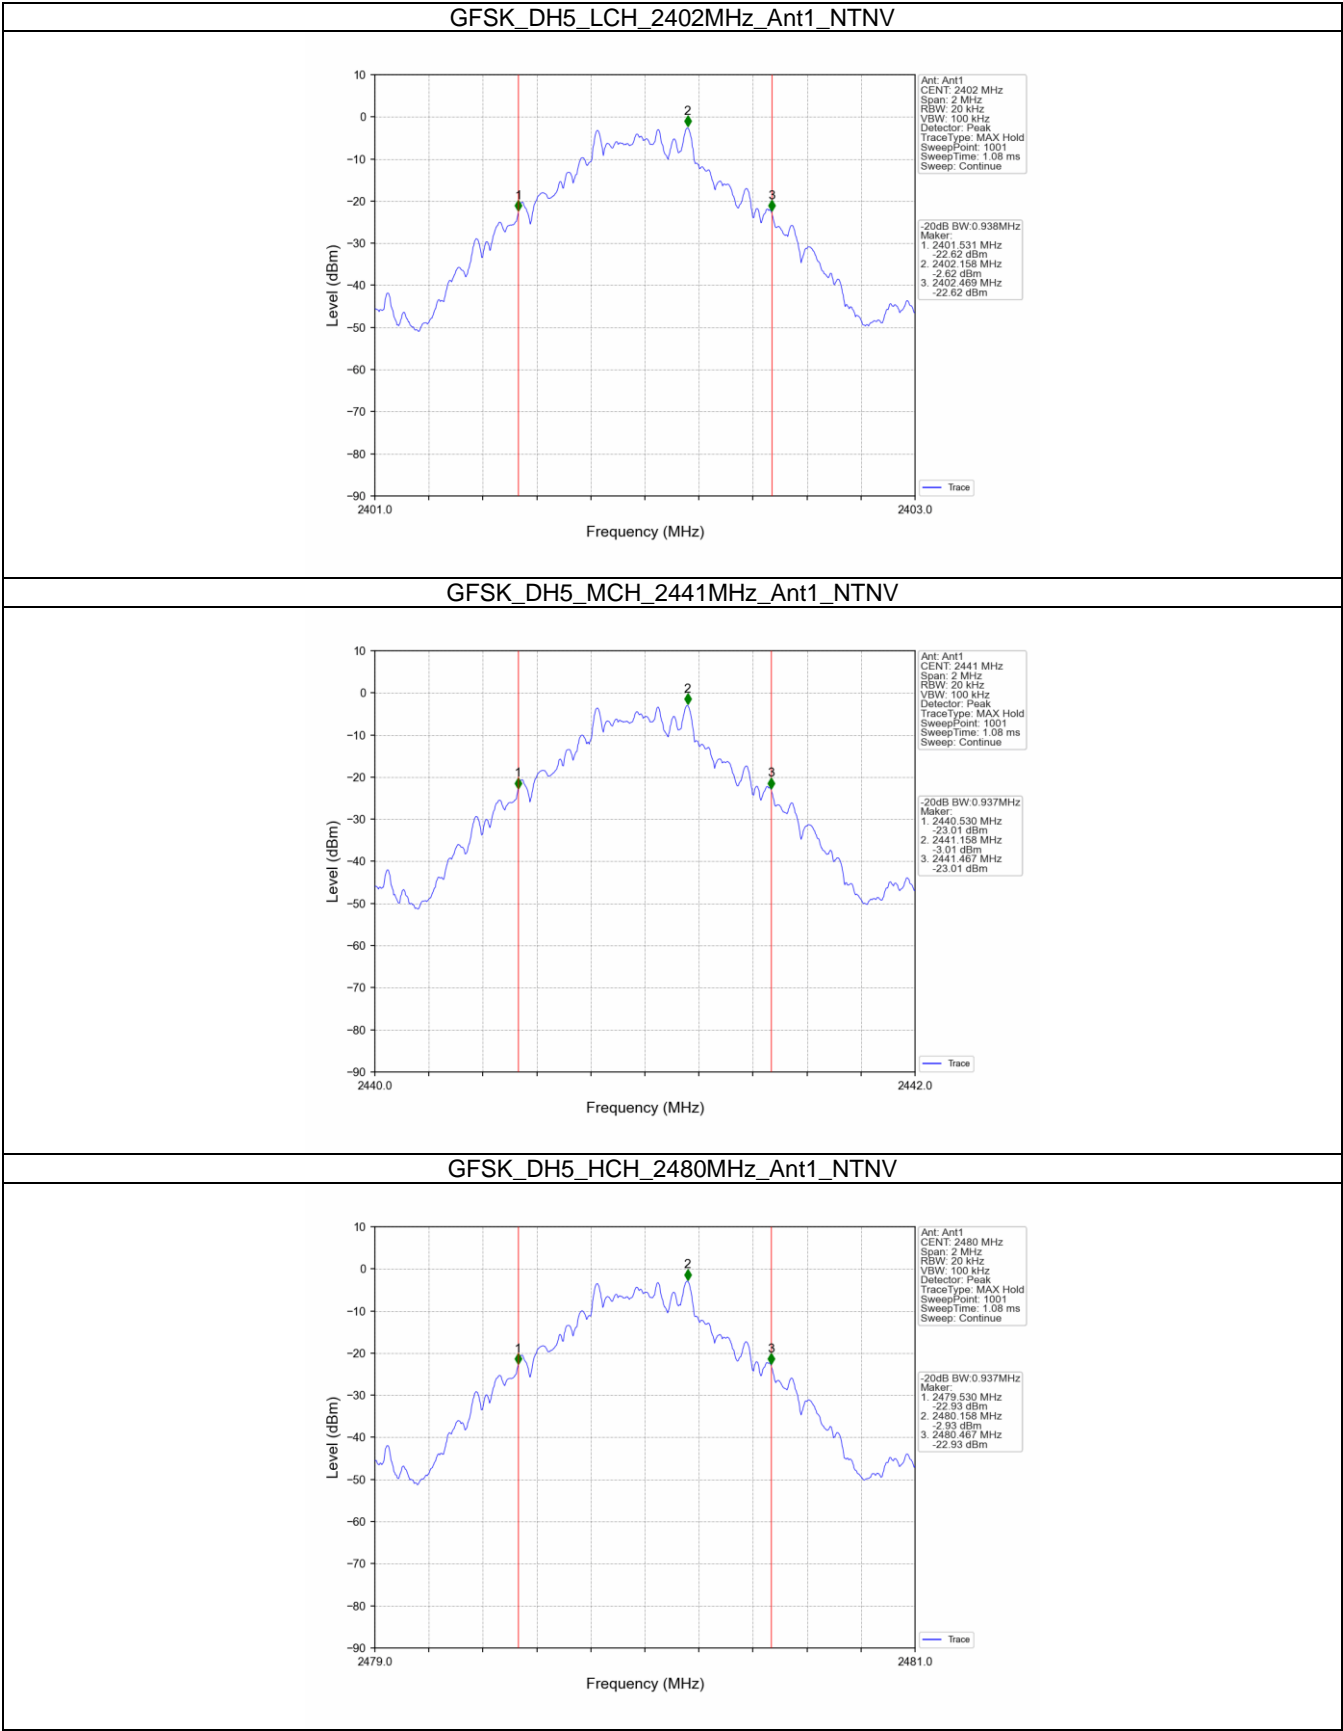 GFSK_DH5_LCH_2402MHz_Ant1_NTNV
10
0
−10
−20
−30
−40
−50
−60
−70
−80
−90
Level (dBm)
1
2
3
2401.0
2403.0
Frequency (MHz)
Ant: Ant1
CENT: 2402 MHz
Span: 2 MHz
RBW: 20 kHz
VBW: 100 kHz
Detector: Peak
TraceType: MAX Hold
SweepPoint: 1001
SweepTime: 1.08 ms
Sweep: Continue
-20dB BW:0.938MHz
Maker:
1. 2401.531 MHz
-22.62 dBm
2. 2402.158 MHz
-2.62 dBm
3. 2402.469 MHz
-22.62 dBm
Trace
GFSK_DH5_MCH_2441MHz_Ant1_NTNV
10
0
−10
−20
−30
−40
−50
−60
−70
−80
−90
Level (dBm)
1
2
3
2440.0
2442.0
Frequency (MHz)
Ant: Ant1
CENT: 2441 MHz
Span: 2 MHz
RBW: 20 kHz
VBW: 100 kHz
Detector: Peak
TraceType: MAX Hold
SweepPoint: 1001
SweepTime: 1.08 ms
Sweep: Continue
-20dB BW:0.937MHz
Maker:
1. 2440.530 MHz
-23.01 dBm
2. 2441.158 MHz
-3.01 dBm
3. 2441.467 MHz
-23.01 dBm
Trace
GFSK_DH5_HCH_2480MHz_Ant1_NTNV
10
0
−10
−20
−30
−40
−50
−60
−70
−80
−90
Level (dBm)
1
2
3
2479.0
2481.0
Frequency (MHz)
Ant: Ant1
CENT: 2480 MHz
Span: 2 MHz
RBW: 20 kHz
VBW: 100 kHz
Detector: Peak
TraceType: MAX Hold
SweepPoint: 1001
SweepTime: 1.08 ms
Sweep: Continue
-20dB BW:0.937MHz
Maker:
1. 2479.530 MHz
-22.93 dBm
2. 2480.158 MHz
-2.93 dBm
3. 2480.467 MHz
-22.93 dBm
Trace